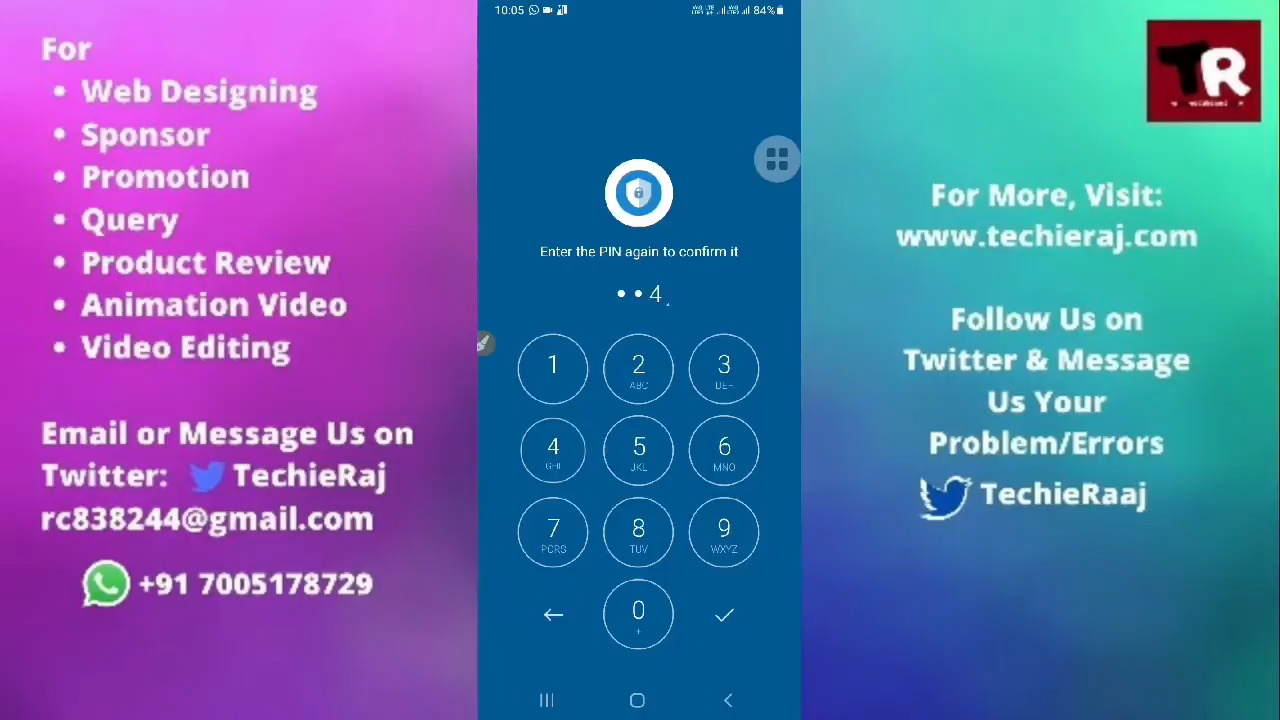 For
• Web Designing
• Sponsor
• Promotion
• Query
• Product Review
• Animation Video
• Video Editing
Email or Message Us on
Twitter: TechieRaj
rc838244@gmail.com
+91 7005178729
10:05
84%
Enter the PIN again to confirm it
• • 4
1
2
ABC
3
DEF
4
GHI
5
JKL
6
MNO
7
PQRS
8
TUV
9
WXYZ
0
+
TR
For More, Visit:
www.techieraj.com
Follow Us on
Twitter & Message
Us Your
Problem/Errors
TechieRaaj